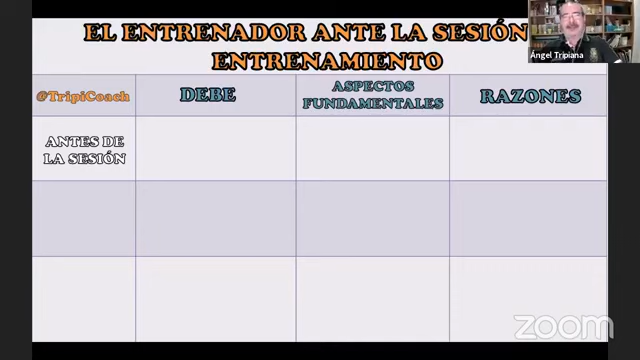 EL ENTRENADOR ANTE LA SESIÓN
ENTRENAMIENTO
@TripiCoach
DEBE
ASPECTOS
FUNDAMENTALES
RAZONES
ANTES DE
LA SESIÓN
Ángel Tripiana
zoom